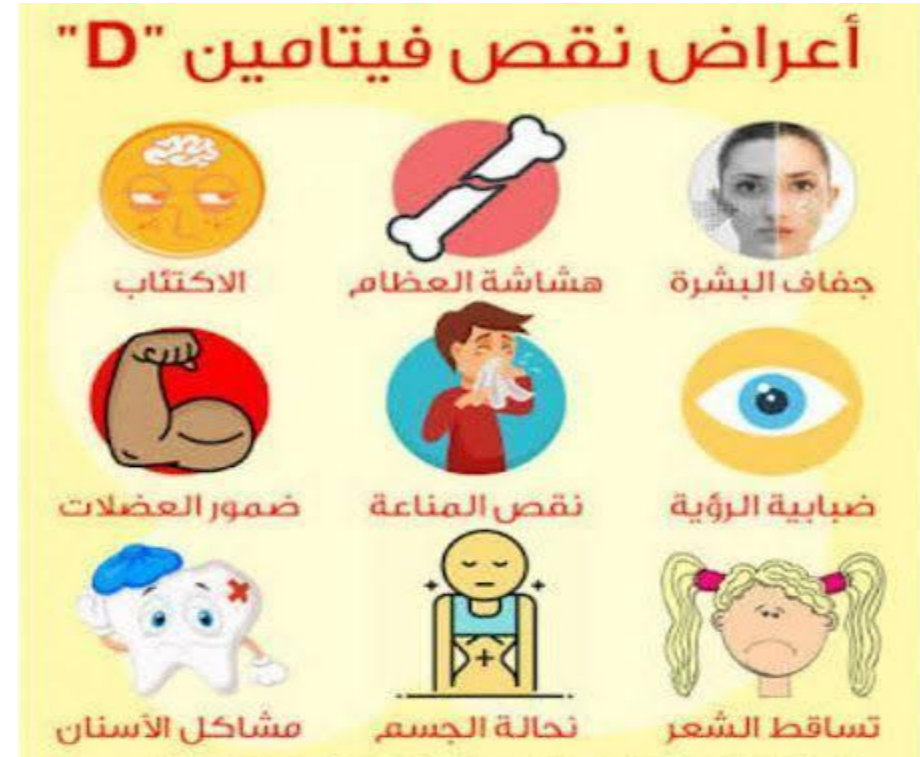 أعراض نقص فيتامين "D"
جفاف البشرة
هشاشة العظام
الاكتئاب
ضبابية الرؤية
نقص المناعة
ضمور العضلات
تساقط الشعر
نحالة الجسم
مشاكل الأسنان